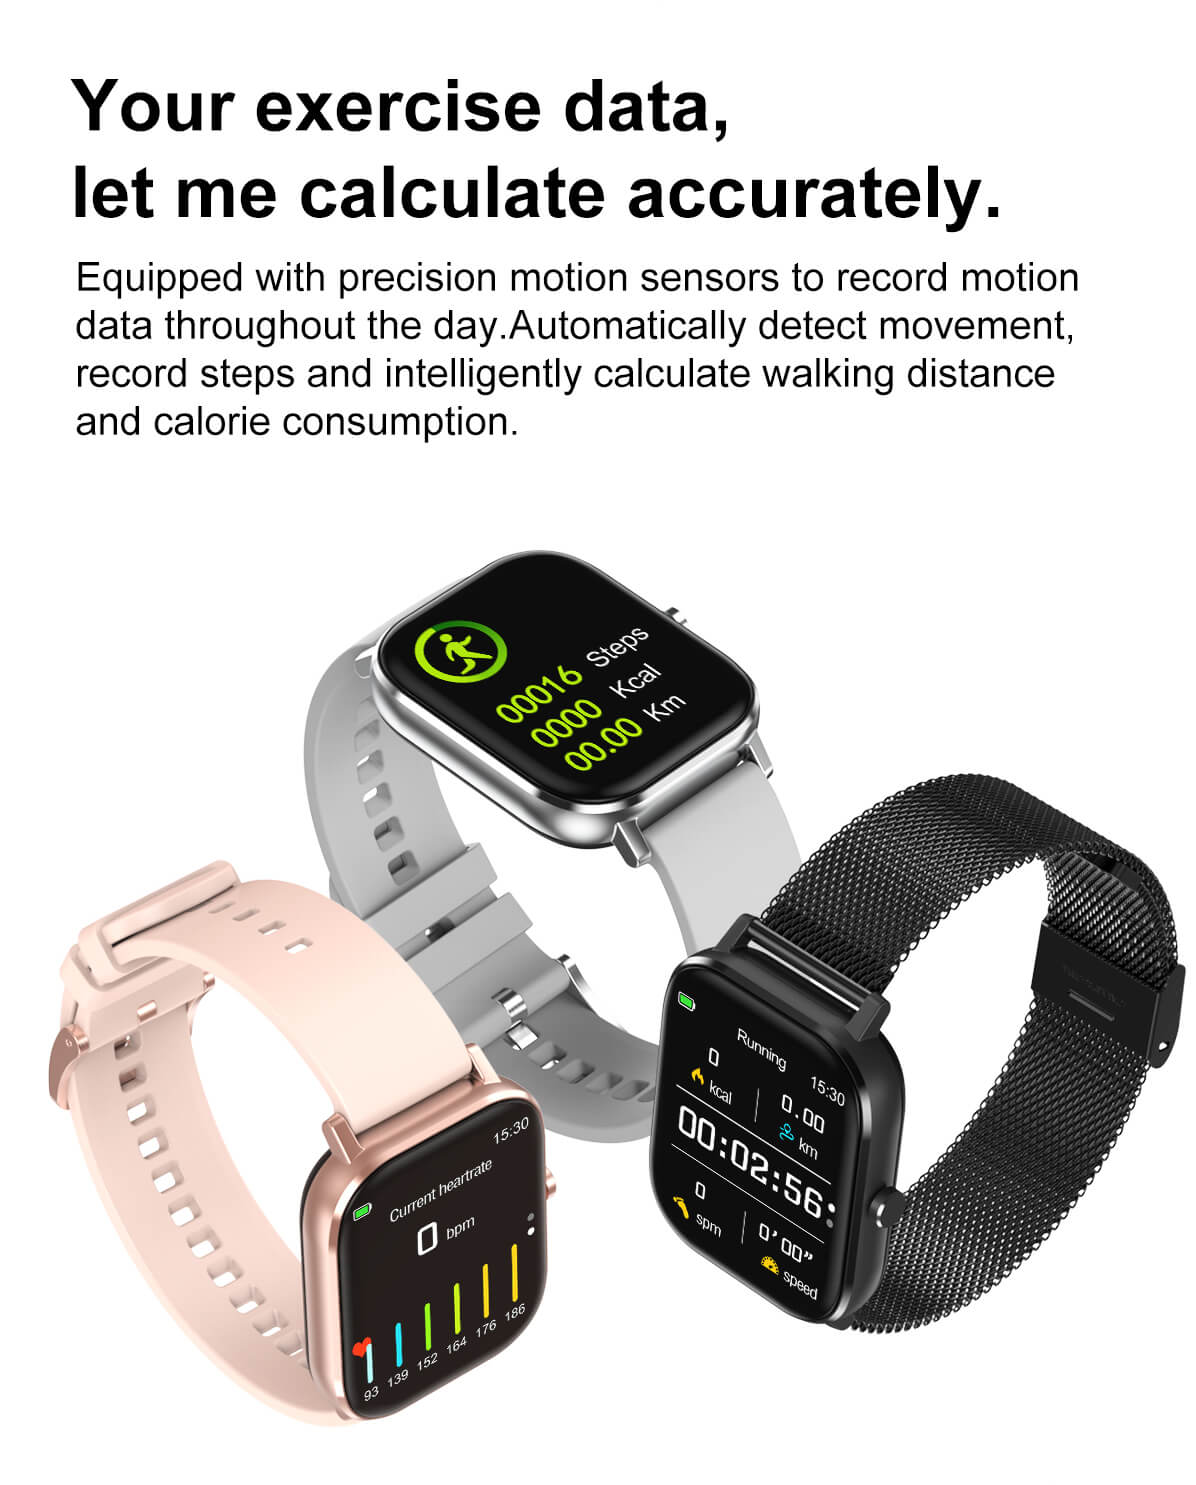 Your exercise data,
let me calculate accurately.
Equipped with precision motion sensors to record motion
data throughout the day.Automatically detect movement,
record steps and intelligently calculate walking distance
and calorie consumption.
00016 Steps
0000 Kcal
00.00 Km
15:30
Current heartrate
0 bpm
93 139 152 164 176 186
Running
15:30
0 kcal
0.00 km
00:02:56
0 spm
0'00" speed